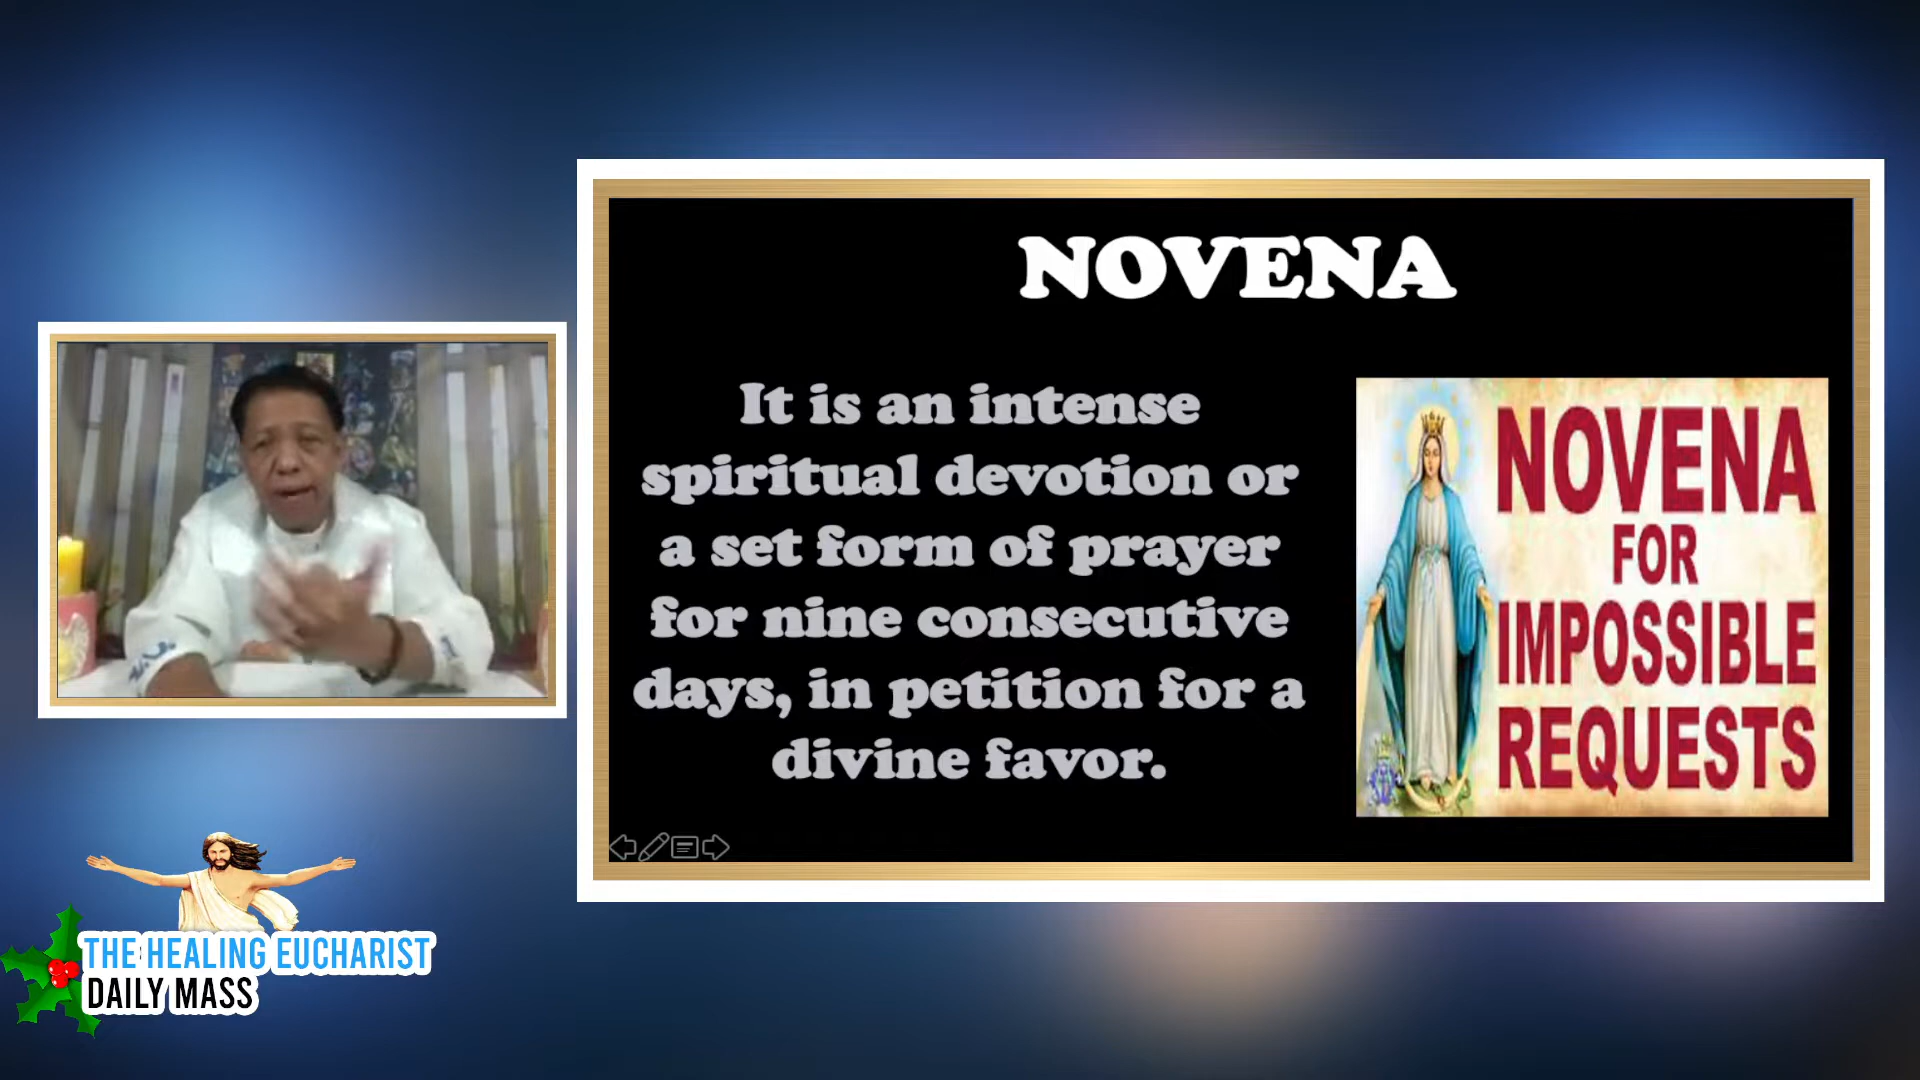 NOVENA
It is an intense
spiritual devotion or
a set form of prayer
for nine consecutive
days, in petition for a
divine favor.
NOVENA
FOR
IMPOSSIBLE
REQUESTS
THE HEALING EUCHARIST
DAILY MASS